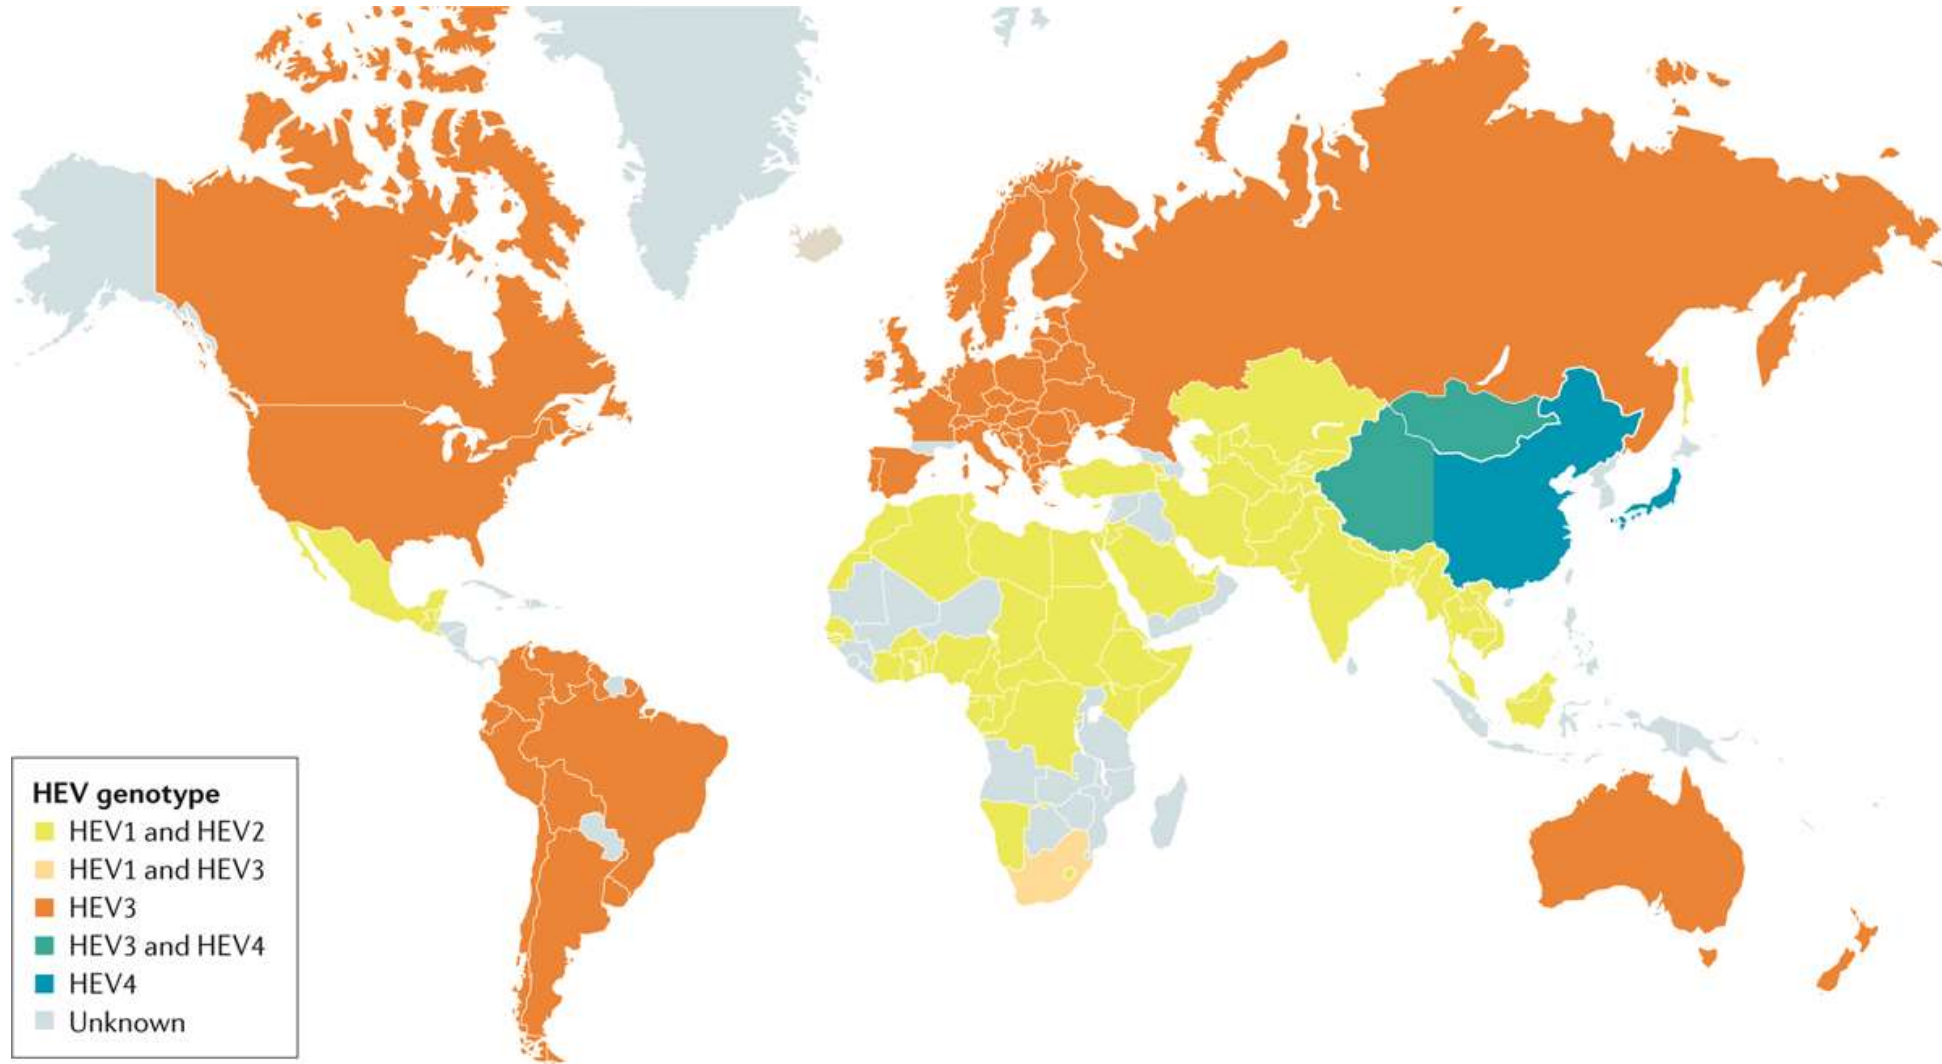 HEV genotype
HEV1 and HEV2
HEV1 and HEV3
HEV3
HEV3 and HEV4
HEV4
Unknown